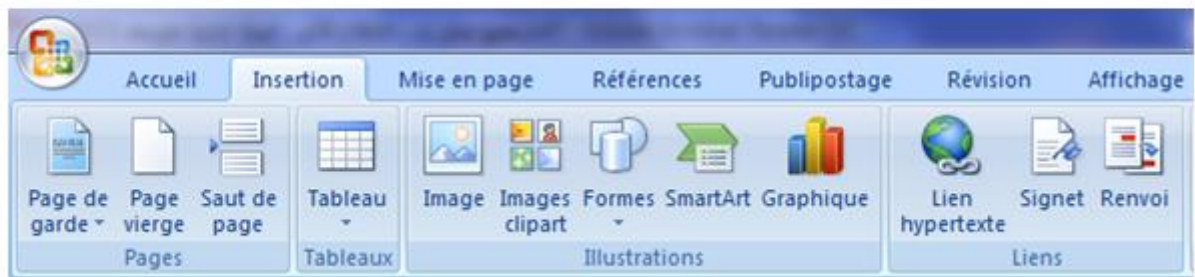 Accueil Insertion Mise en page Références Publipostage Révision Affichage
Page de garde Page vierge Saut de page Tableau Image Images clipart Formes SmartArt Graphique Lien hypertexte Signet Renvoi
Pages Tableaux Illustrations Liens